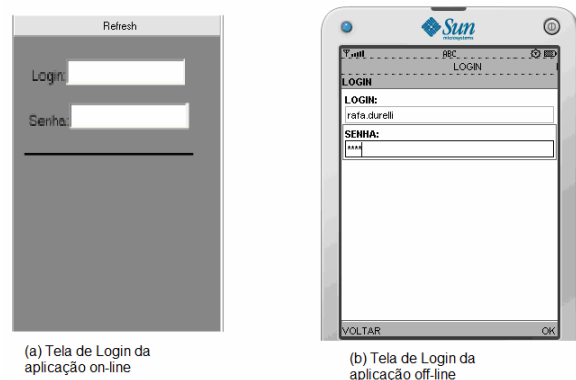 Refresh
Login:
Senha:
(a) Tela de Login da
aplicação on-line
Sun
microsystems
ABC
LOGIN
LOGIN
LOGIN:
rafa.durelli
SENHA:
****
VOLTAR
OK
(b) Tela de Login da
aplicação off-line